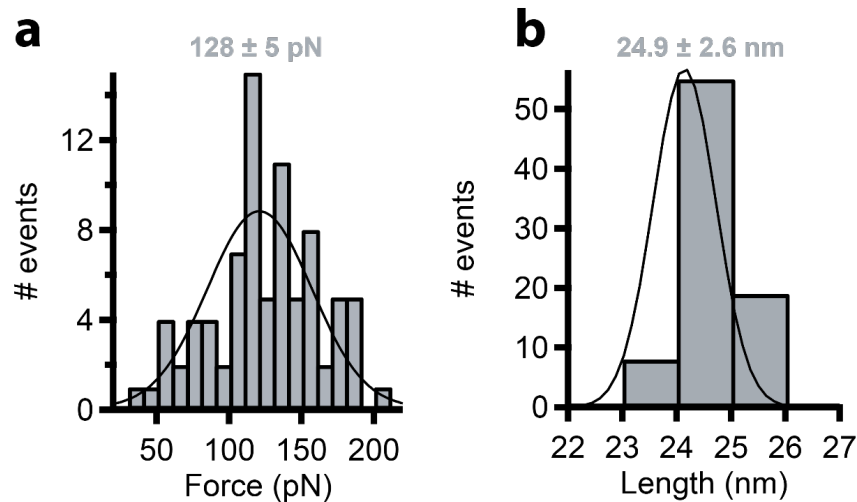 a
128 ± 5 pN
# events
12
8
4
0
50 100 150 200
Force (pN)
b
24.9 ± 2.6 nm
# events
50
40
30
20
10
0
22 23 24 25 26 27
Length (nm)